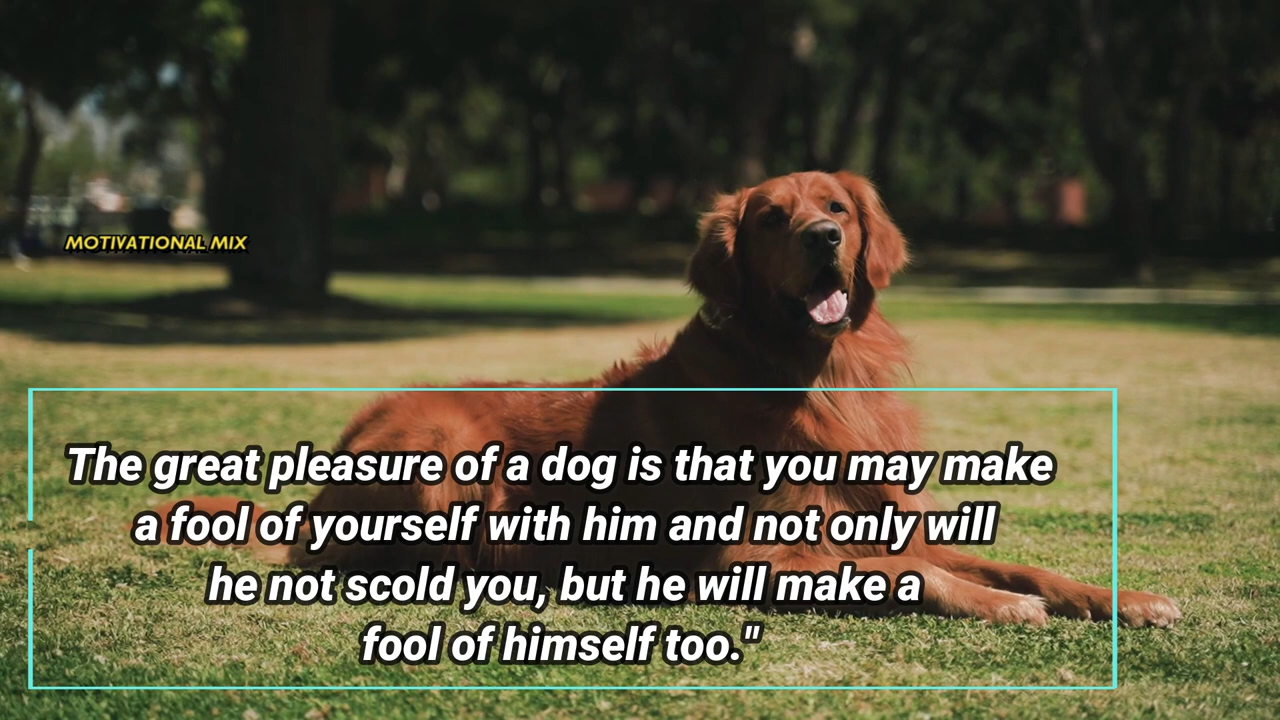 MOTIVATIONAL MIX
The great pleasure of a dog is that you may make
a fool of yourself with him and not only will
he not scold you, but he will make a
fool of himself too."